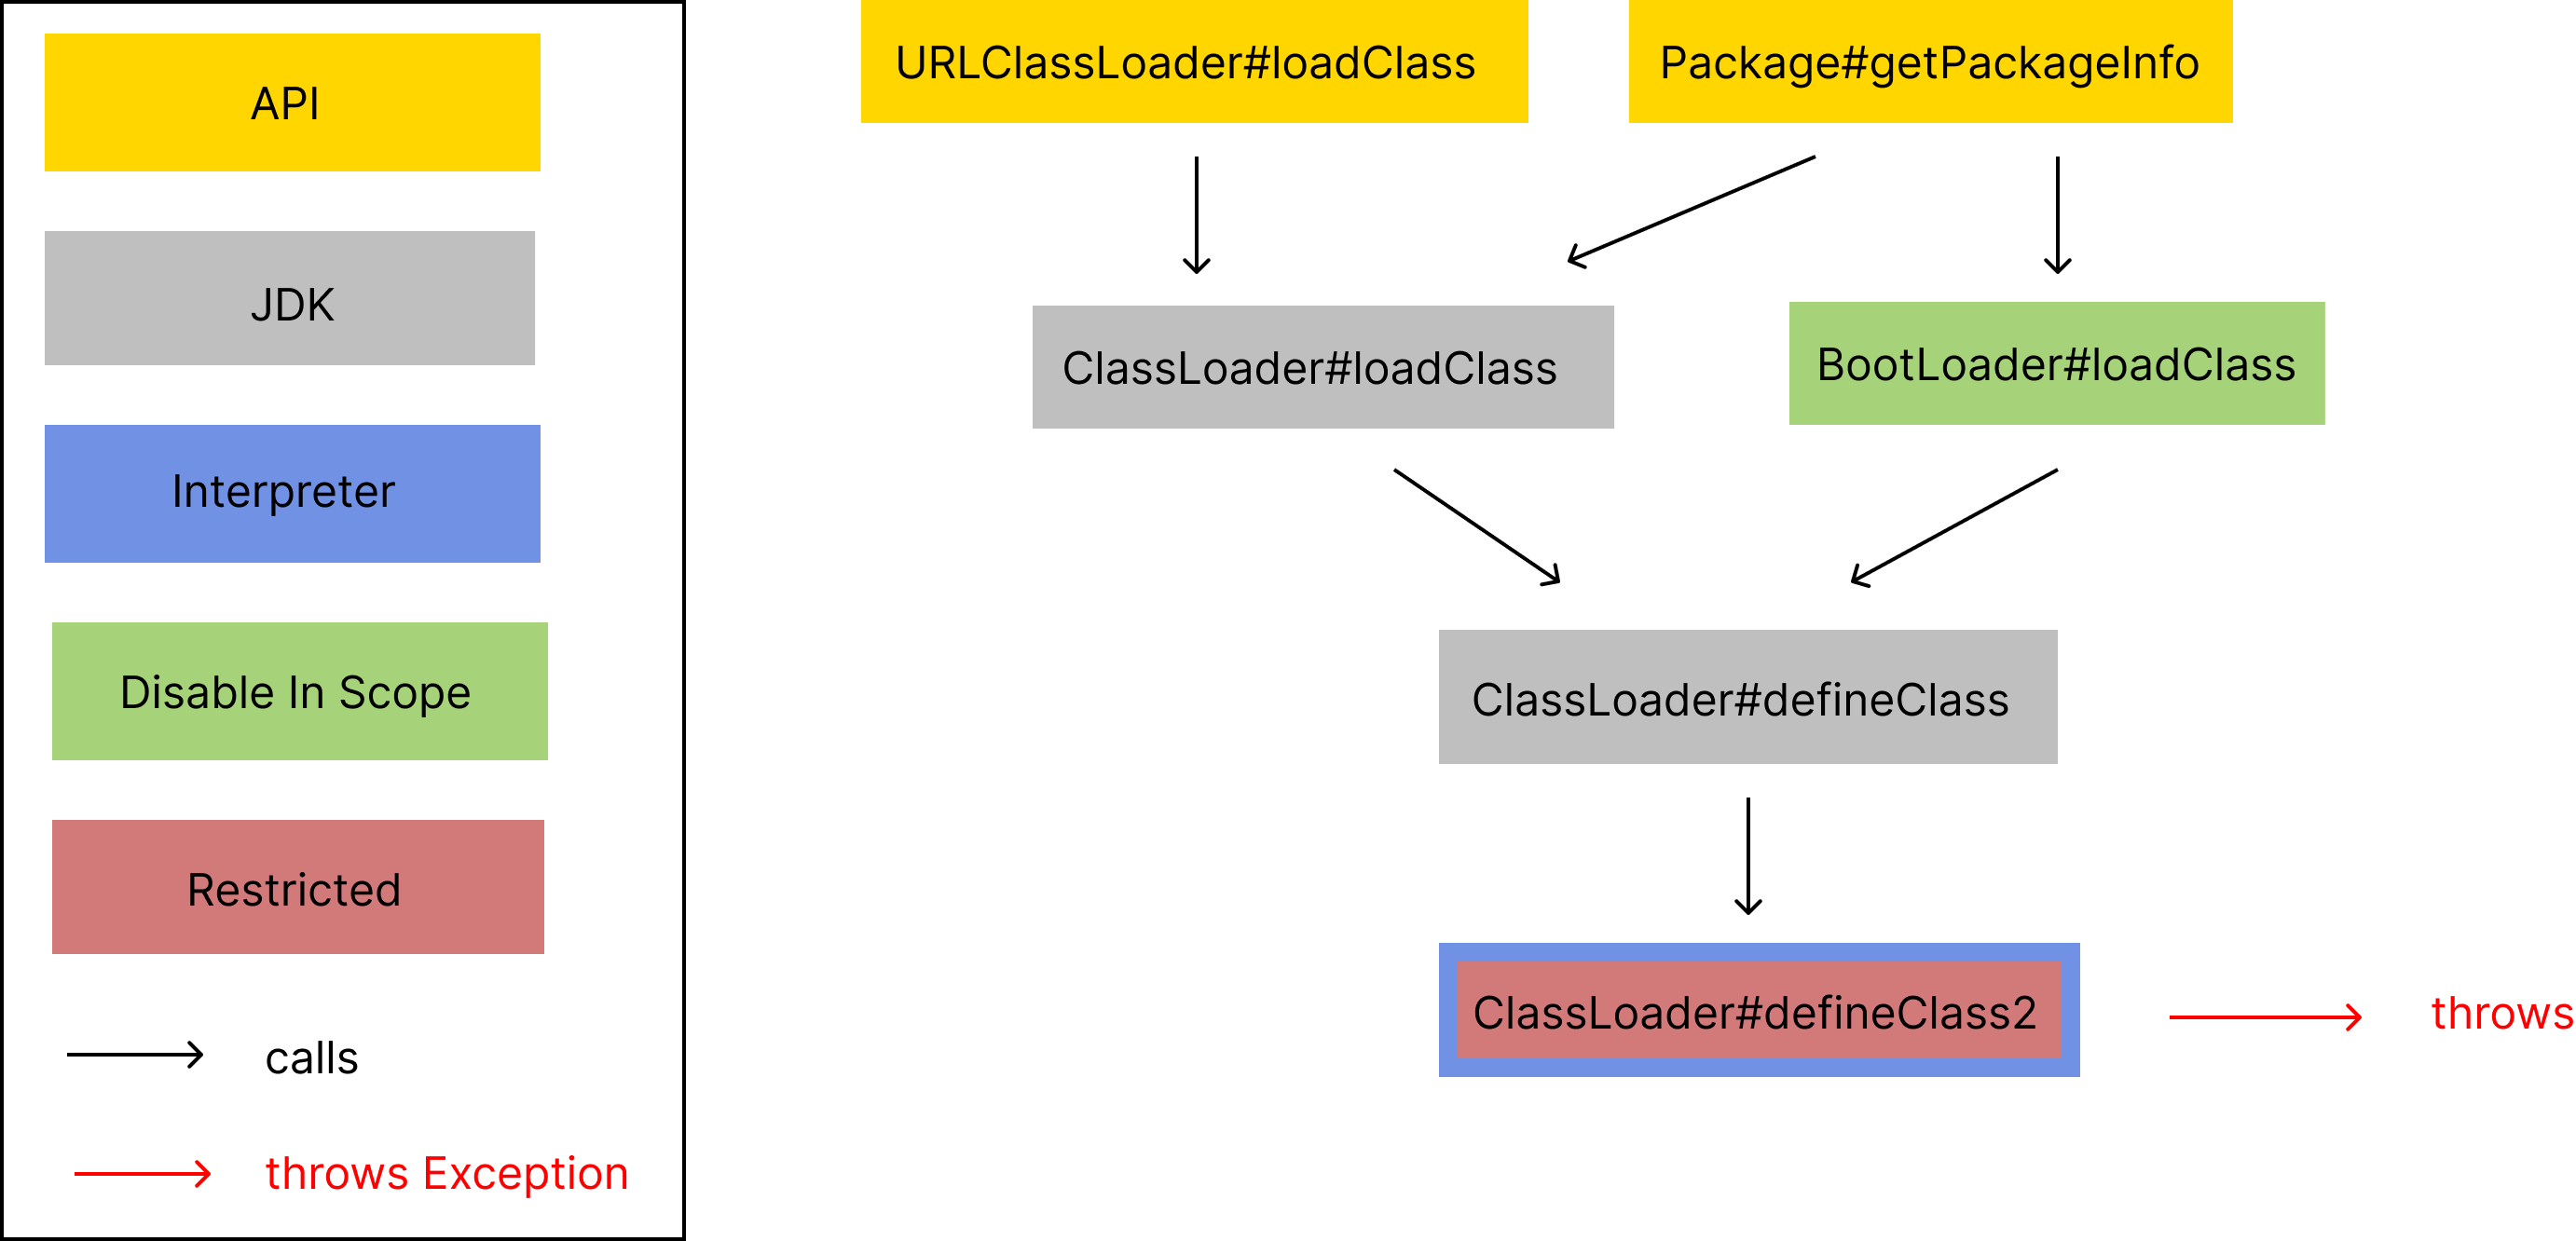 API
JDK
Interpreter
Disable In Scope
Restricted
calls
throws Exception
URLClassLoader#loadClass
Package#getPackageInfo
ClassLoader#loadClass
BootLoader#loadClass
ClassLoader#defineClass
ClassLoader#defineClass2
throws